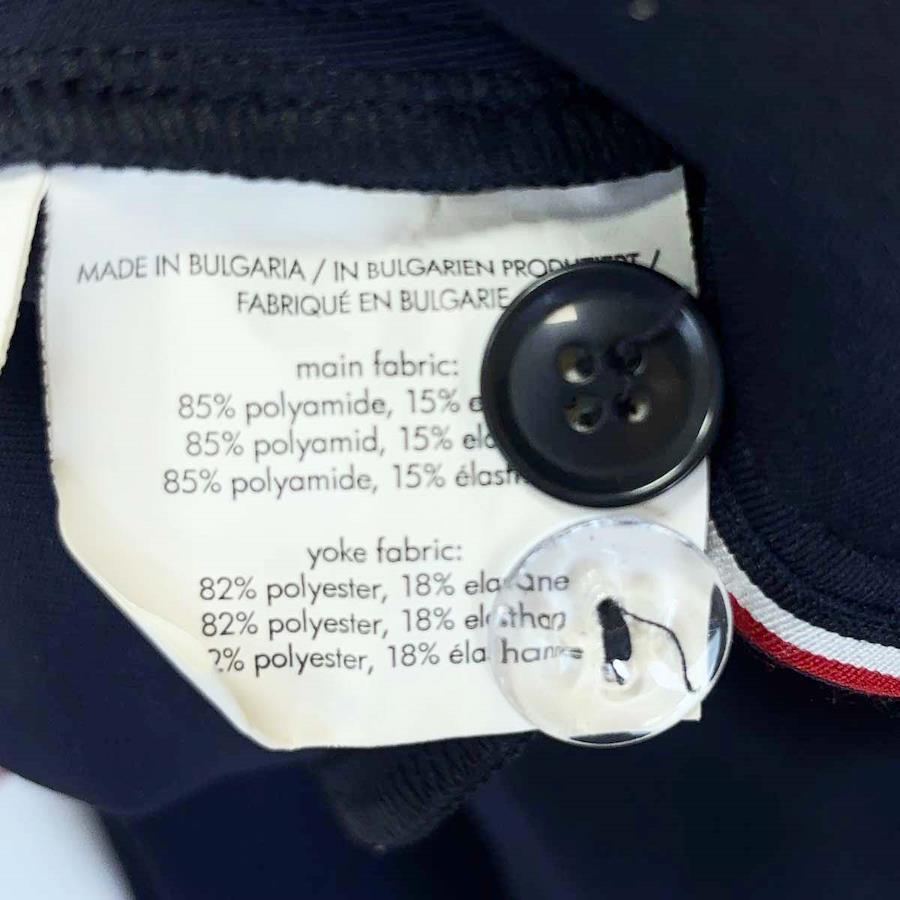 MADE IN BULGARIA / IN BULGARIEN PRODUZIERT /
FABRIQUÉ EN BULGARIE
main fabric:
85% polyamide, 15%
85% polyamid, 15%
85% polyamide, 15%
yoke fabric:
82% polyester, 18%
82% polyester, 18% elasthan
% polyester, 18%